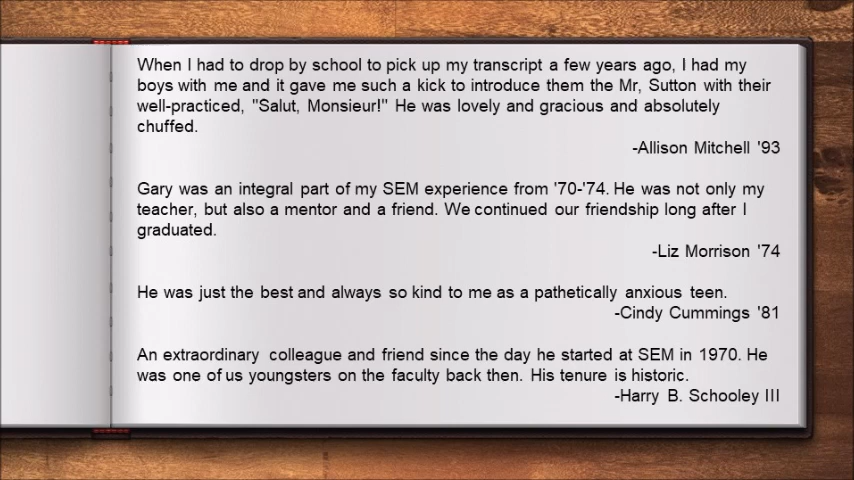 When I had to drop by school to pick up my transcript a few years ago, I had my
boys with me and it gave me such a kick to introduce them the Mr, Sutton with their
well-practiced, "Salut, Monsieur!" He was lovely and gracious and absolutely
chuffed.
-Allison Mitchell '93
Gary was an integral part of my SEM experience from '70-'74. He was not only my
teacher, but also a mentor and a friend. We continued our friendship long after I
graduated.
-Liz Morrison '74
He was just the best and always so kind to me as a pathetically anxious teen.
-Cindy Cummings '81
An extraordinary colleague and friend since the day he started at SEM in 1970. He
was one of us youngsters on the faculty back then. His tenure is historic.
-Harry B. Schooley III